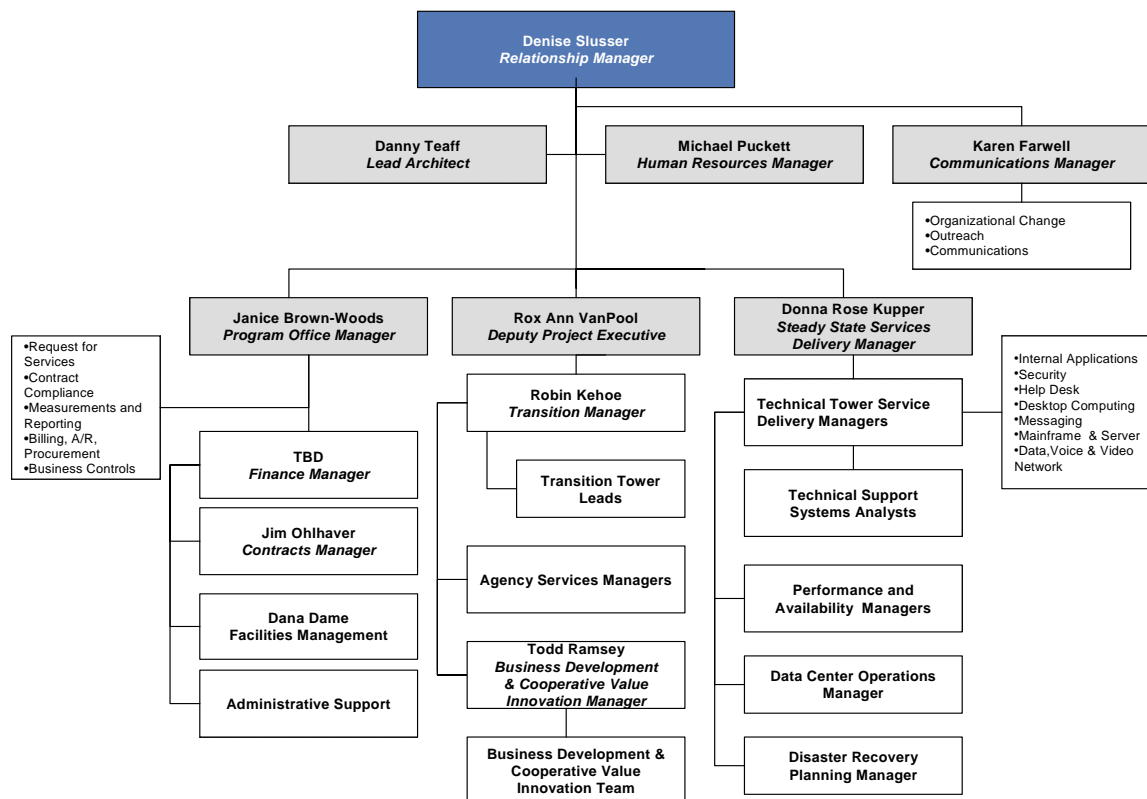 Denise Slusser
Relationship Manager
Danny Teaff
Lead Architect
Michael Puckett
Human Resources Manager
Karen Farwell
Communications Manager
•Organizational Change
•Outreach
•Communications
Janice Brown-Woods
Program Office Manager
Rox Ann VanPool
Deputy Project Executive
Donna Rose Kupper
Steady State Services
Delivery Manager
•Request for
Services
•Contract
Compliance
•Measurements and
Reporting
•Billing, A/R,
Procurement
•Business Controls
TBD
Finance Manager
Jim Ohlhaver
Contracts Manager
Dana Dame
Facilities Management
Administrative Support
Robin Kehoe
Transition Manager
Transition Tower
Leads
Agency Services Managers
Todd Ramsey
Business Development
& Cooperative Value
Innovation Manager
Business Development &
Cooperative Value
Innovation Team
Technical Tower Service
Delivery Managers
Technical Support
Systems Analysts
Performance and
Availability Managers
Data Center Operations
Manager
Disaster Recovery
Planning Manager
•Internal Applications
•Security
•Help Desk
•Desktop Computing
•Messaging
•Mainframe & Server
•Data,Voice & Video
Network